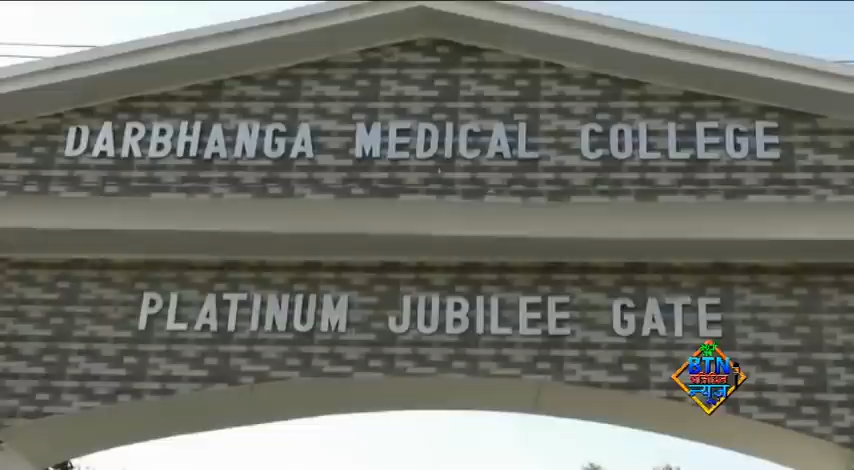 DARBHANGA MEDICAL COLLEGE
PLATINUM JUBILEE GATE
BTN
न्यूज